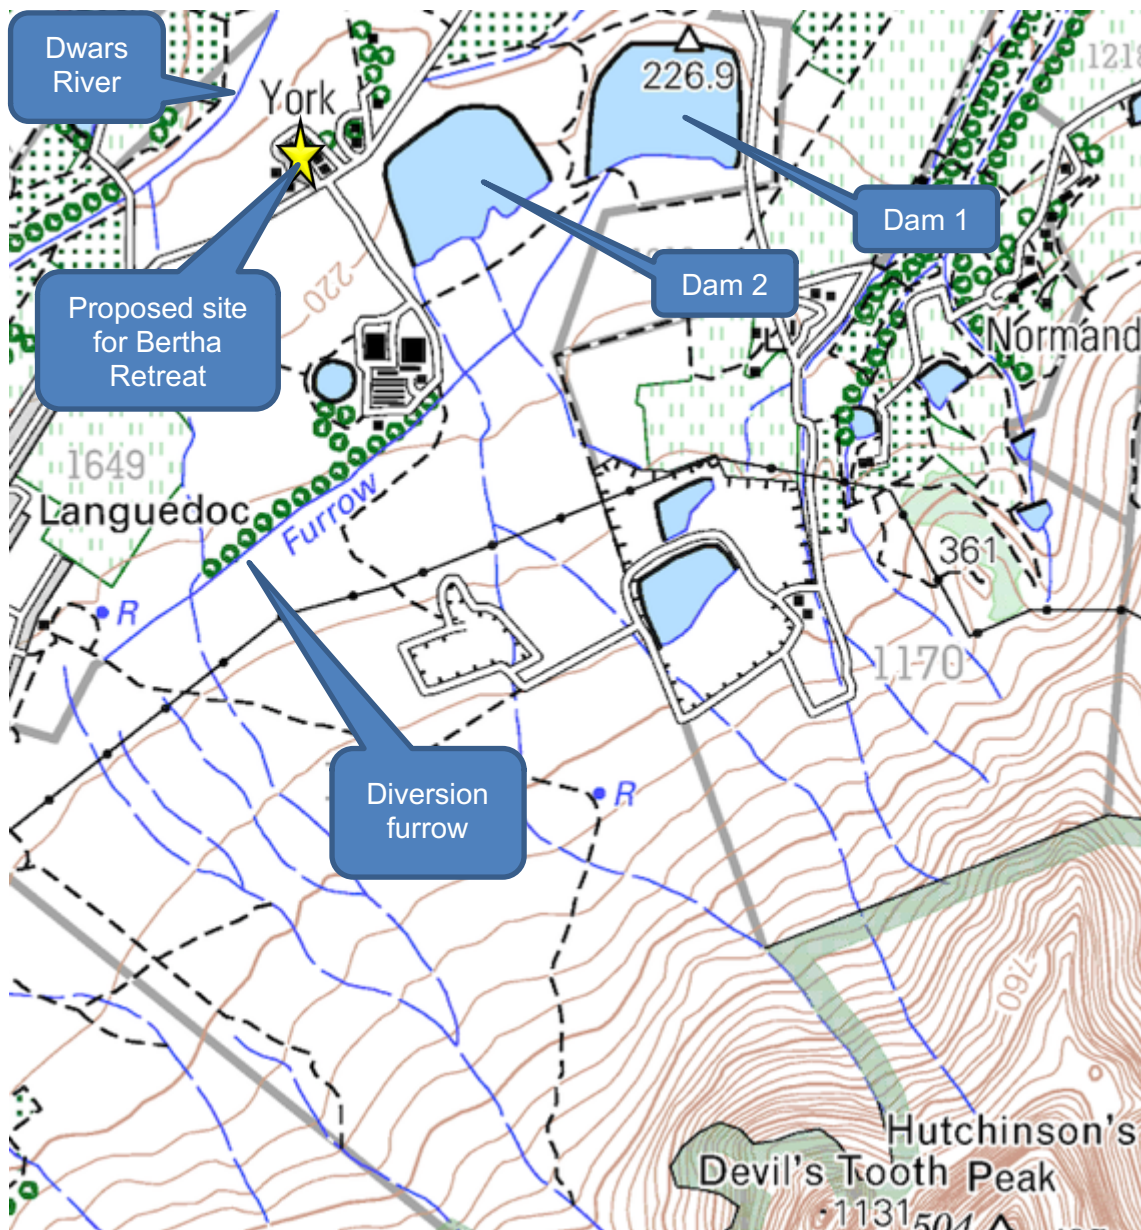 Dwars
River
York
226.9
1218
Dam 1
Dam 2
Proposed site
for Bertha
Retreat
220
Normand
1649
Languedoc
Furrow
361
R
1170
Diversion
furrow
R
760
Hutchinson's
Devil's Tooth Peak
1131
504